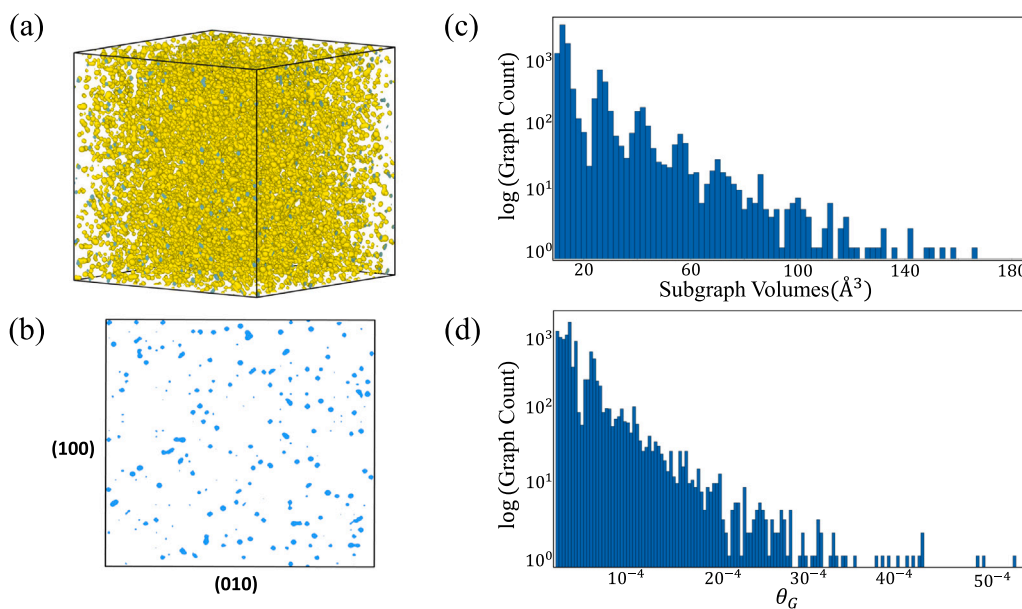 (a)
(b)
(100)
(010)
(c)
log (Graph Count)
10³
10²
10¹
10⁰
20 60 100 140 180
Subgraph Volumes(Å³)
(d)
log (Graph Count)
10³
10²
10¹
10⁰
10⁻⁴ 20⁻⁴ 30⁻⁴ 40⁻⁴ 50⁻⁴
θ_G